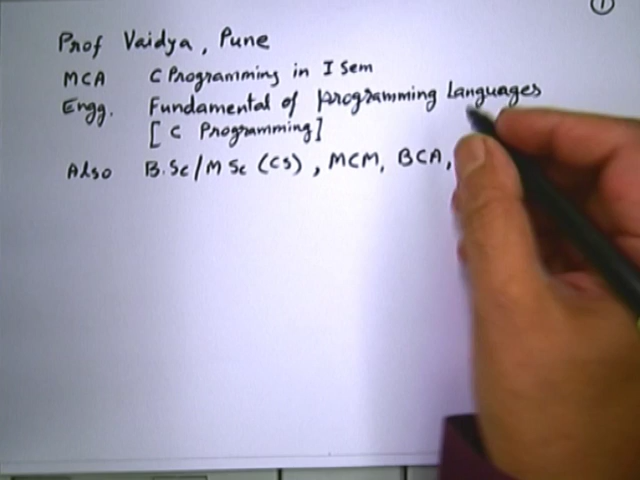 1
Prof Vaidya, Pune
MCA C Programming in I Sem
Engg. Fundamental of programming Languages
[ C Programming]
Also B.Sc/M Sc (CS), MCM, BCA,